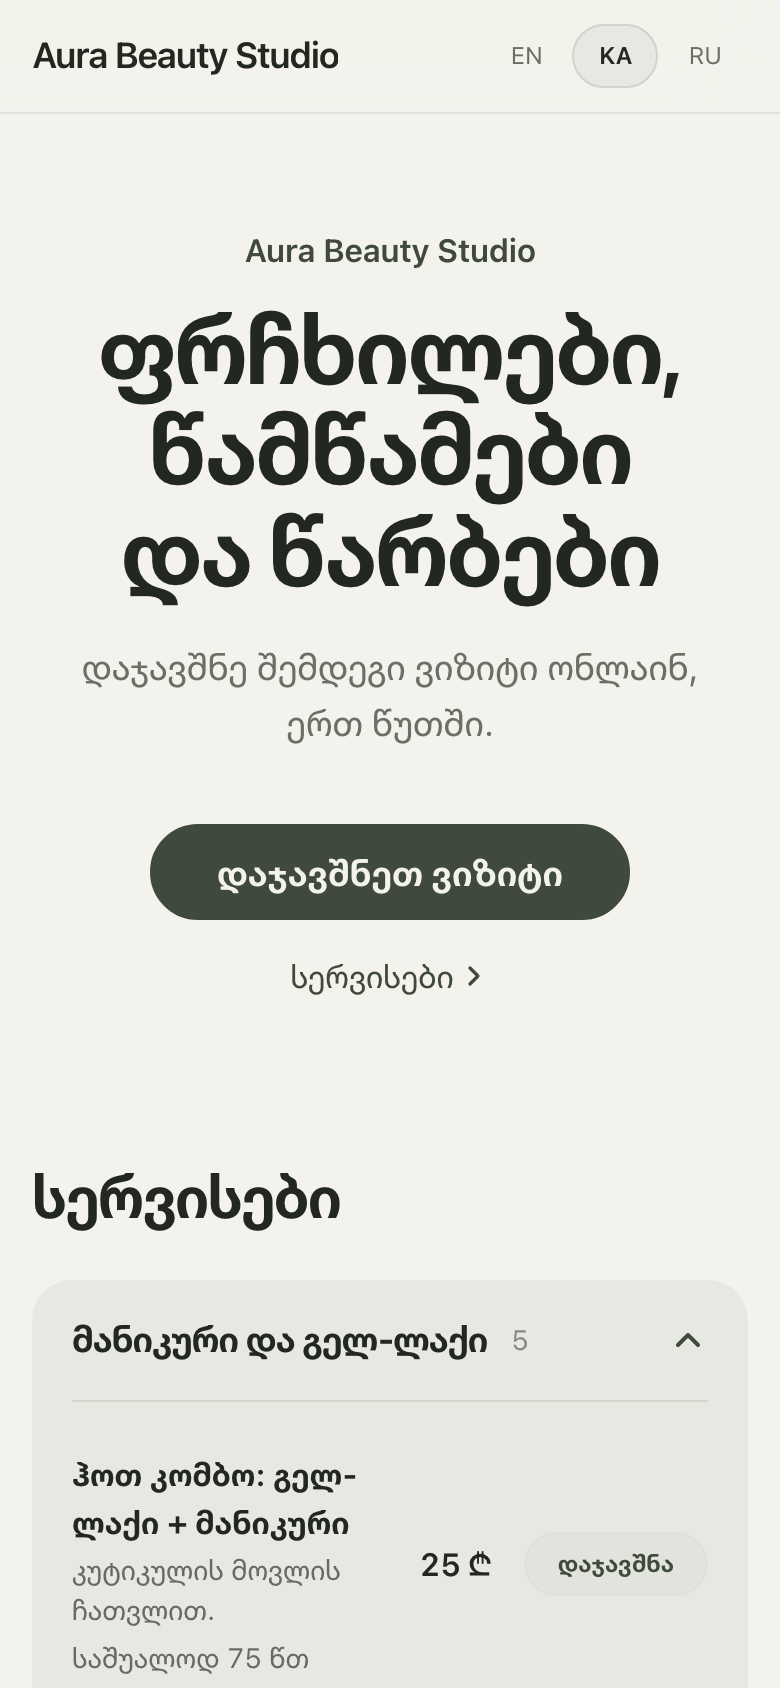 Aura Beauty Studio
EN KA RU
Aura Beauty Studio
ფრჩხილები,
წამწამები
და წარბები
დაჯავშნე შემდეგი ვიზიტი ონლაინ,
ერთ წუთში.
დაჯავშნეთ ვიზიტი
სერვისები
სერვისები
მანიკური და გელ-ლაქი 5
ჰოთ კომბო: გელ-
ლაქი + მანიკური
კუტიკულის მოვლის
ჩათვლით.
საშუალოდ 75 წთ
25 ₾
დაჯავშნა